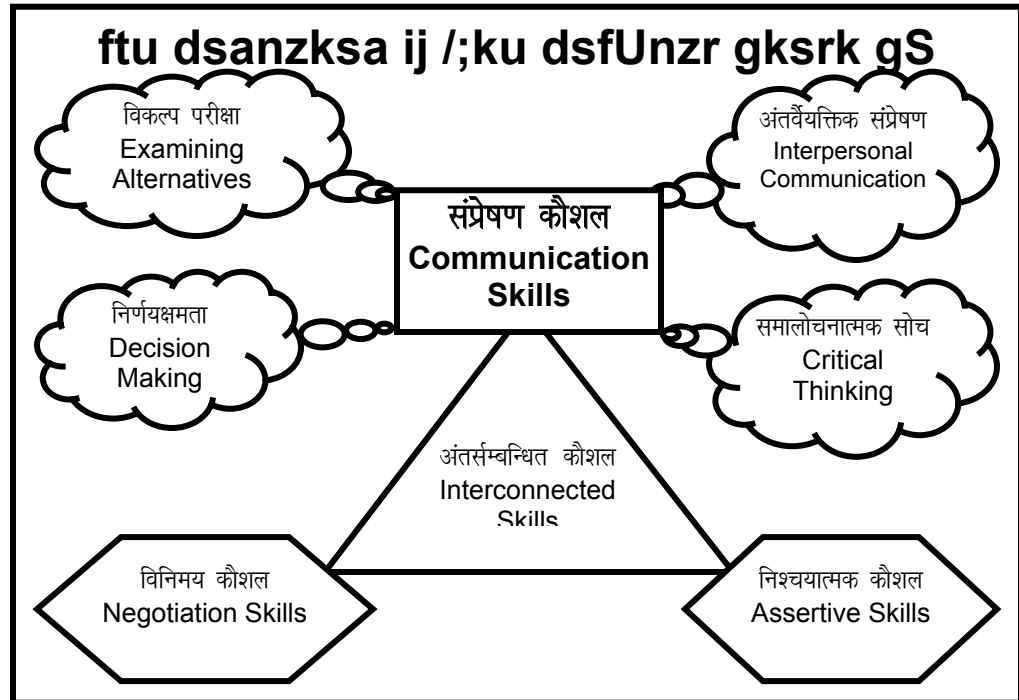 ftu dsanzksa ij /;ku dsfUnzr gksrk gS
विकल्प परीक्षा
Examining
Alternatives
अंतर्वैयक्तिक संप्रेषण
Interpersonal
Communication
संप्रेषण कौशल
Communication
Skills
निर्णयक्षमता
Decision
Making
समालोचनात्मक सोच
Critical
Thinking
अंतर्सम्बन्धित कौशल
Interconnected
Skills
विनिमय कौशल
Negotiation Skills
निश्चयात्मक कौशल
Assertive Skills